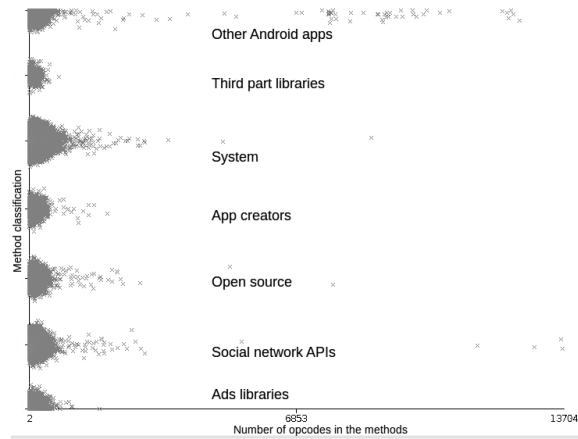 Other Android apps
Third part libraries
System
App creators
Open source
Social network APIs
Ads libraries
Method classification
2 6853 13704
Number of opcodes in the methods